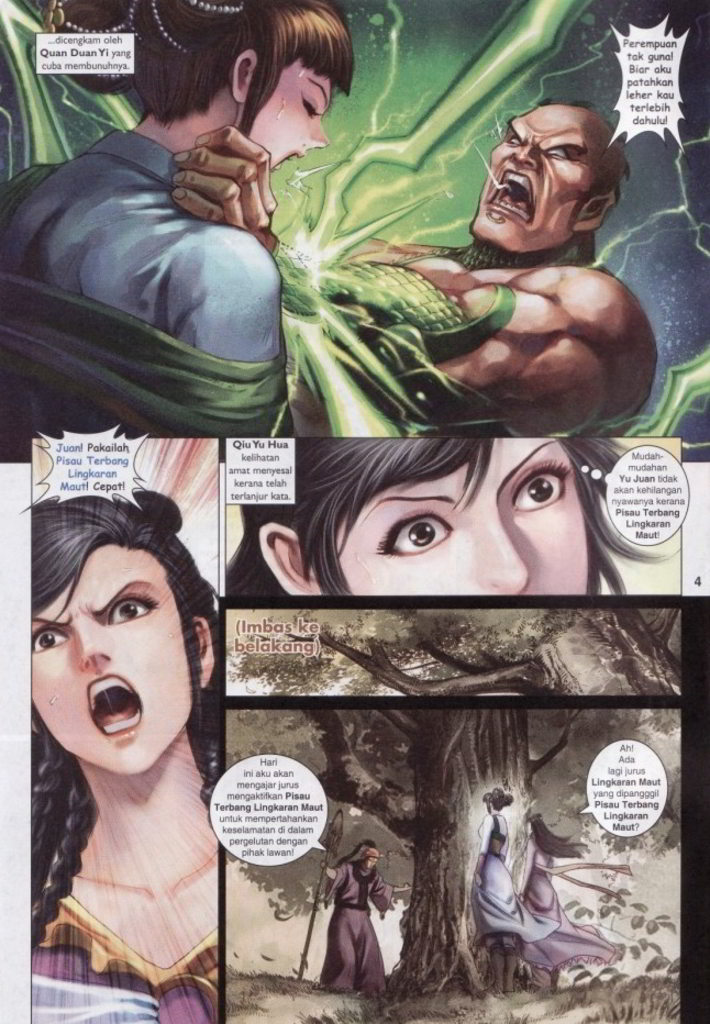 ...dicengkam oleh
Quan Duan Yi yang
cuba membunuhnya.
Perempuan
tak guna!
Biar aku
patahkan
leher kau
terlebih
dahulu!
Juan! Pakailah
Pisau Terbang
Lingkaran
Maut! Cepat!
Qiu Yu Hua
kelihatan
amat menyesal
kerana telah
terlanjur kata.
Mudah-
mudahan
Yu Juan tidak
akan kehilangan
nyawanya kerana
Pisau Terbang
Lingkaran
Maut!
4
(Imbas ke
belakang)
Hari
ini aku akan
mengajar jurus
mengaktifkan Pisau
Terbang Lingkaran Maut
untuk mempertahankan
keselamatan di dalam
pergelutan dengan
pihak lawan!
Ah!
Ada
lagi jurus
Lingkaran Maut
yang dipangggil
Pisau Terbang
Lingkaran
Maut?